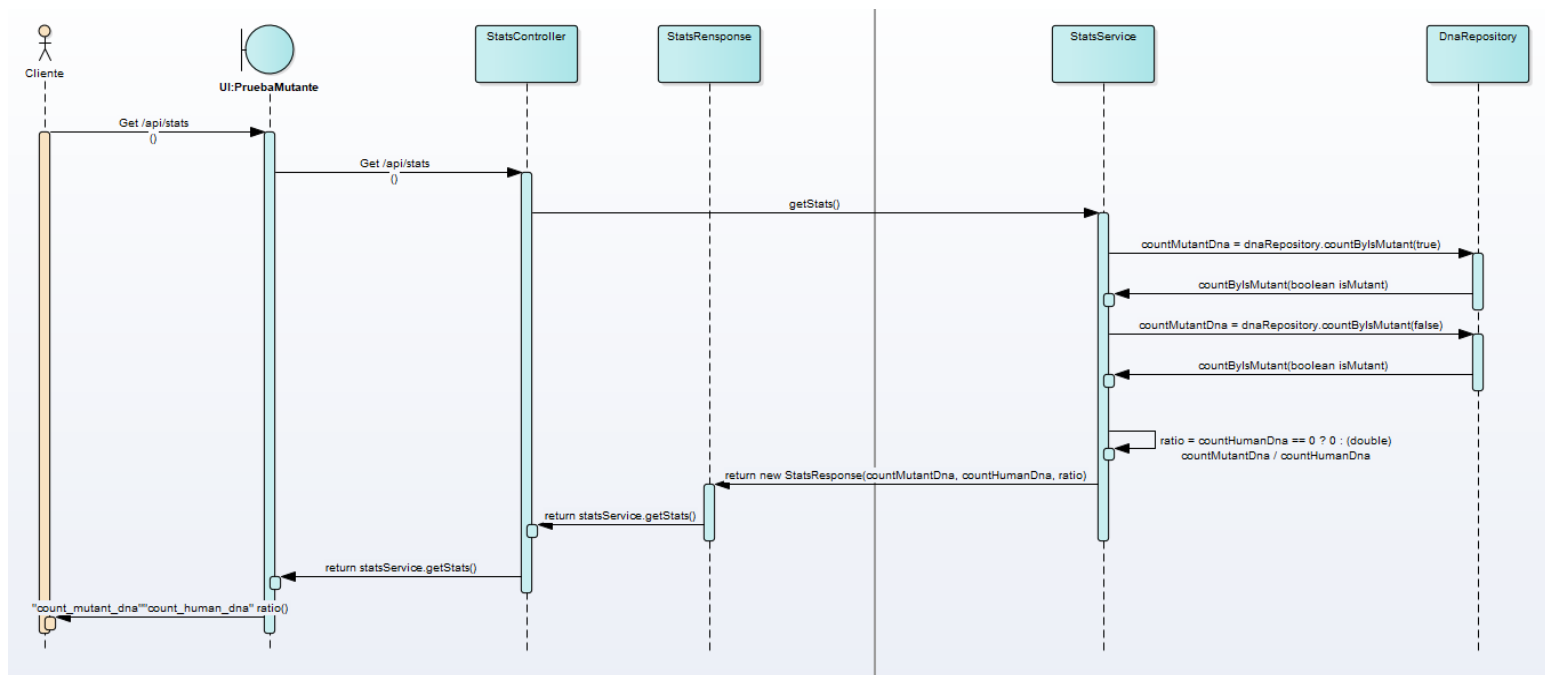 StatsController
StatsRensponse
StatsService
DnaRepository
Cliente
UI:PruebaMutante
Get /api/stats
()
Get /api/stats
()
getStats()
countMutantDna = dnaRepository.countByIsMutant(true)
countByIsMutant(boolean isMutant)
countMutantDna = dnaRepository.countByIsMutant(false)
countByIsMutant(boolean isMutant)
ratio = countHumanDna == 0 ? 0 : (double)
countMutantDna / countHumanDna
return new StatsResponse(countMutantDna, countHumanDna, ratio)
return statsService.getStats()
return statsService.getStats()
"count_mutant_dna""count_human_dna" ratio()